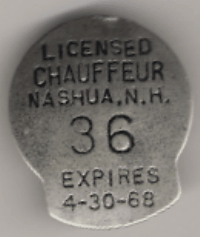 LICENSED
CHAUFFEUR
NASHUA, N.H.
36
EXPIRES
4-30-68